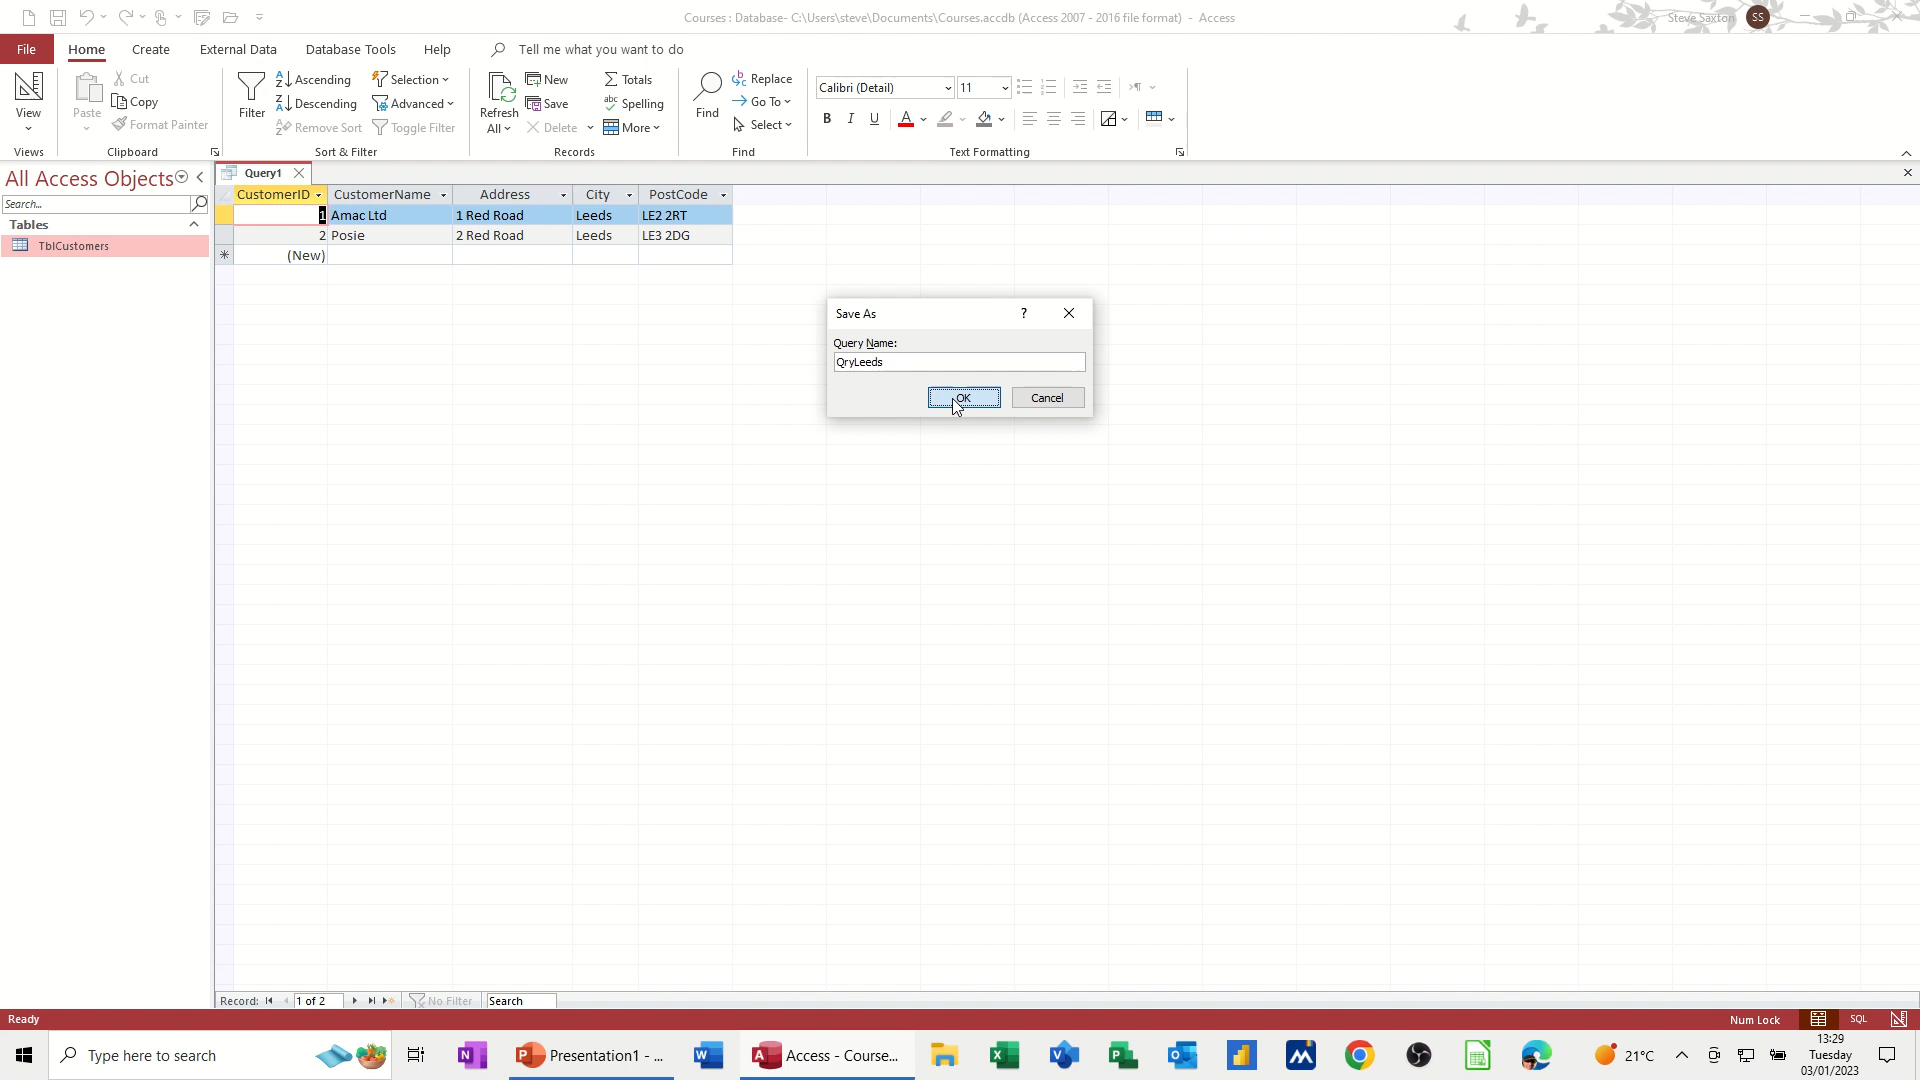 Courses : Database- C:\Users\steve\Documents\Courses.accdb (Access 2007 - 2016 file format) - Access
Steve Saxton
SS
File Home Create External Data Database Tools Help Tell me what you want to do
View
Views
Paste
Cut
Copy
Format Painter
Clipboard
Filter
Ascending
Descending
Remove Sort
Selection
Advanced
Toggle Filter
Sort & Filter
Refresh
All
New
Save
Delete
Totals
Spelling
More
Records
Find
Replace
Go To
Select
Find
Calibri (Detail) 11
B I U A
Text Formatting
All Access Objects
Search...
Tables
TblCustomers
Query1
CustomerID CustomerName Address City PostCode
1 Amac Ltd 1 Red Road Leeds LE2 2RT
2 Posie 2 Red Road Leeds LE3 2DG
(New)
Save As ?
Query Name:
QryLeeds
OK Cancel
Record: 1 of 2 No Filter Search
Ready
Num Lock SQL
Type here to search
Presentation1 - ...
Access - Course...
21°C
13:29
Tuesday
03/01/2023